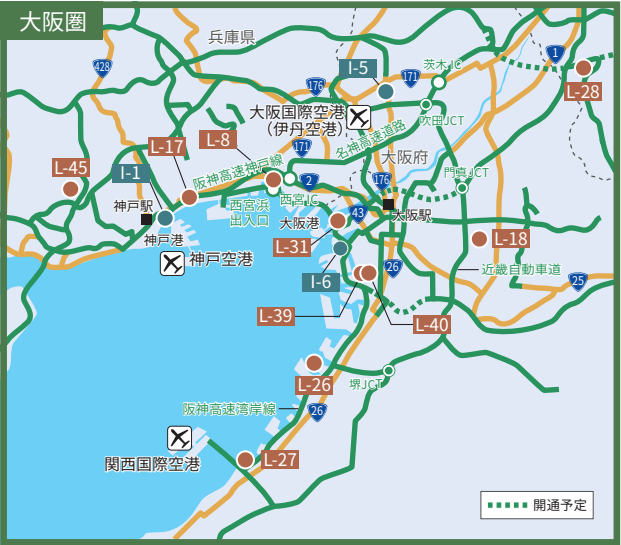 大阪圏
兵庫県
1
428
I-5
171
茨木JC
176
L-28
大阪国際空港
(伊丹空港)
吹田JCT
名神高速道路
L-17
L-8
171
大阪府
阪神高速神戸線
L-45
I-1
2
176
門真JCT
神戸駅
西宮浜
出入口
西宮JC
43
大阪駅
神戸港
大阪港
L-31
L-18
神戸空港
26
近畿自動車道
I-6
25
L-39
L-40
L-26
堺JCT
阪神高速湾岸線
26
関西国際空港
L-27
開通予定